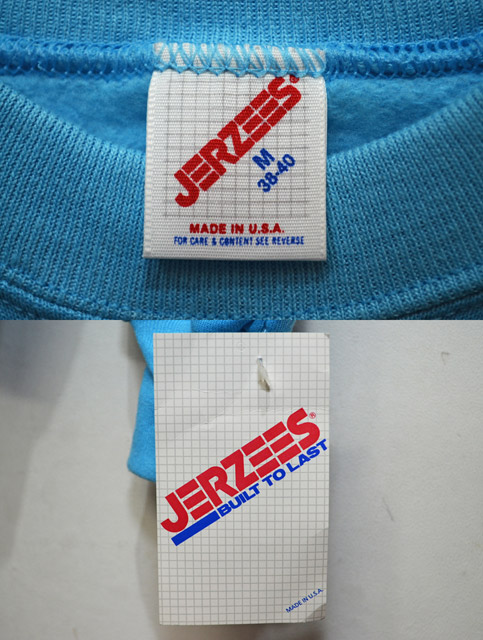 JERZEES®
M
38-40
MADE IN U.S.A.
FOR CARE & CONTENT SEE REVERSE
JERZEES®
BUILT TO LAST
MADE IN U.S.A.